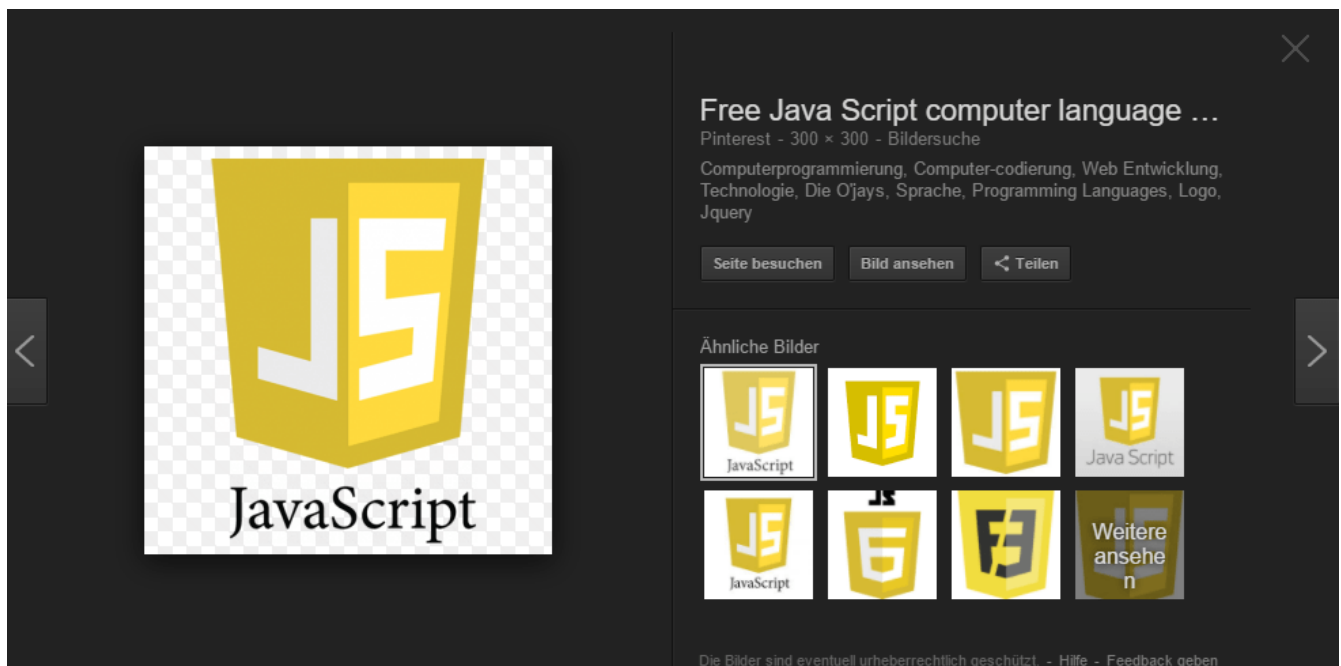 JS
JavaScript
Free Java Script computer language ...
Pinterest - 300 × 300 - Bildersuche
Computerprogrammierung, Computer-codierung, Web Entwicklung,
Technologie, Die O'jays, Sprache, Programming Languages, Logo,
Jquery
Seite besuchen
Bild ansehen
Teilen
Ähnliche Bilder
JS
JavaScript
JS
JS
JS
Java Script
JS
JavaScript
JS
6
Weitere
ansehe
n
Die Bilder sind eventuell urheberrechtlich geschützt. - Hilfe - Feedback geben